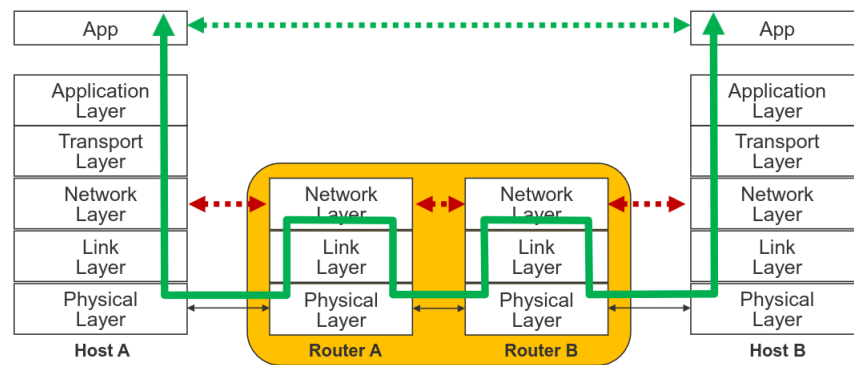 App
App
Application
Layer
Transport
Layer
Network
Layer
Link
Layer
Physical
Layer
Host A
Network
Layer
Link
Layer
Physical
Layer
Router A
Network
Layer
Link
Layer
Physical
Layer
Router B
Application
Layer
Transport
Layer
Network
Layer
Link
Layer
Physical
Layer
Host B